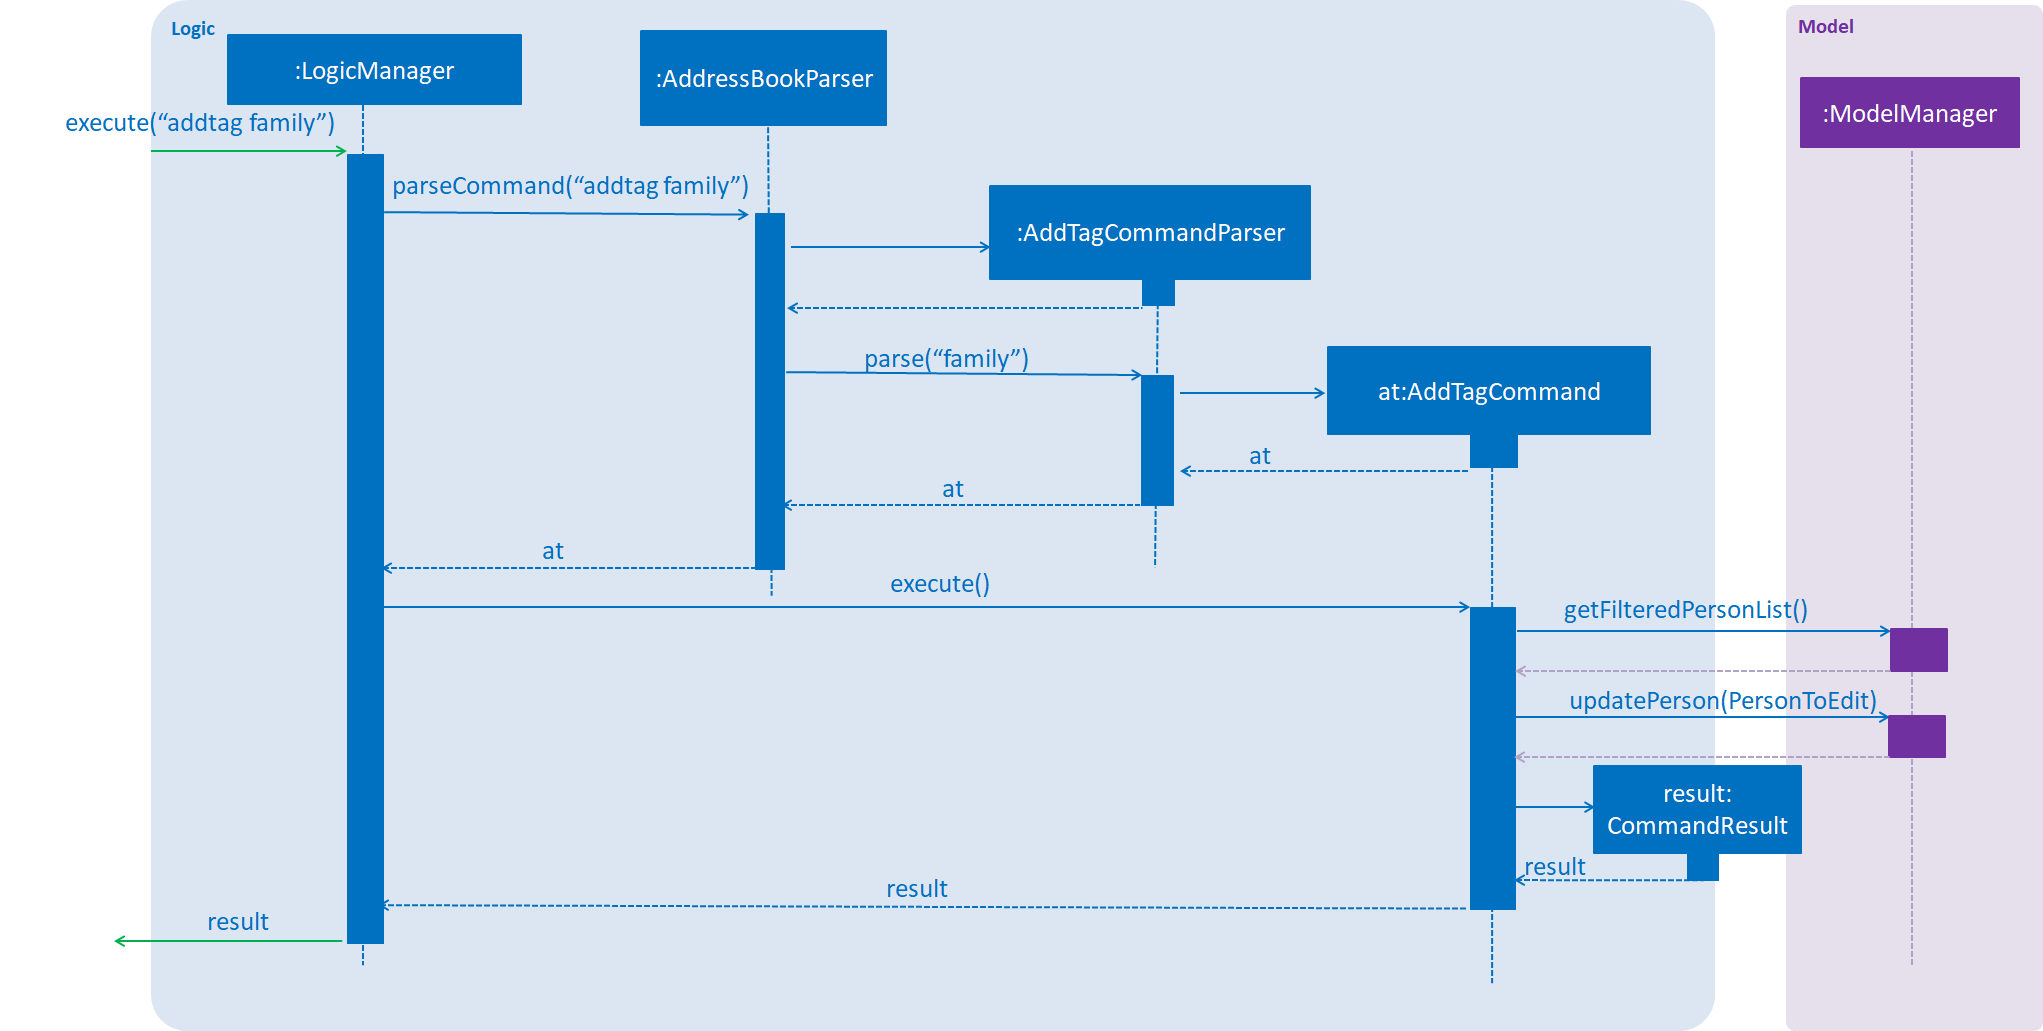 Logic
Model
:LogicManager
:AddressBookParser
:ModelManager
execute(“addtag family”)
parseCommand(“addtag family”)
:AddTagCommandParser
parse(“family”)
at:AddTagCommand
at
at
at
execute()
getFilteredPersonList()
updatePerson(PersonToEdit)
result:
CommandResult
result
result
result